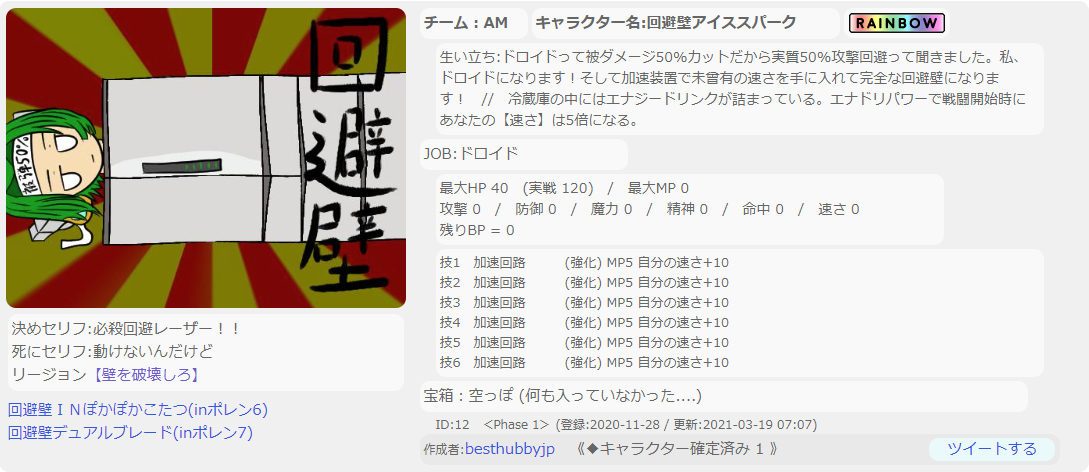 回避壁
被弾50%
チーム：AM
キャラクター名:回避壁アイススパーク
RAINBOW
生い立ち:ドロイドって被ダメージ50%カットだから実質50%攻撃回避って聞きました。私、
ドロイドになります！そして加速装置で未曾有の速さを手に入れて完全な回避壁になりま
す！　//　冷蔵庫の中にはエナジードリンクが詰まっている。エナドリパワーで戦闘開始時に
あなたの【速さ】は5倍になる。
JOB:ドロイド
最大HP 40　(実戦 120)　/　最大MP 0
攻撃 0　/　防御 0　/　魔力 0　/　精神 0　/　命中 0　/　速さ 0
残りBP = 0
技1　加速回路　(強化) MP5 自分の速さ+10
技2　加速回路　(強化) MP5 自分の速さ+10
技3　加速回路　(強化) MP5 自分の速さ+10
技4　加速回路　(強化) MP5 自分の速さ+10
技5　加速回路　(強化) MP5 自分の速さ+10
技6　加速回路　(強化) MP5 自分の速さ+10
宝箱：空っぽ (何も入っていなかった....)
ID:12　<Phase 1> (登録:2020-11-28 / 更新:2021-03-19 07:07)
作成者:besthubbyjp　《◆キャラクター確定済み 1 》
ツイートする
決めセリフ:必殺回避レーザー！！
死にセリフ:動けないんだけど
リージョン【壁を破壊しろ】
回避壁ＩＮぽかぽかこたつ(inポレン6)
回避壁デュアルブレード(inポレン7)